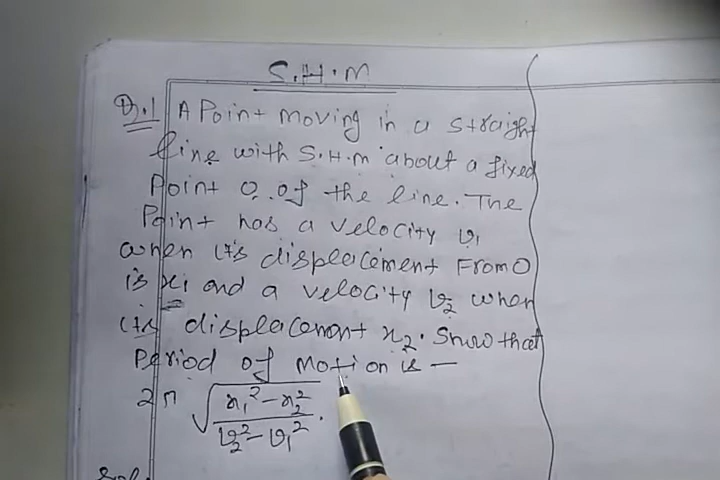 S.H.M
Q.1 A Point moving in a straight
line with S.H.M about a fixed
Point O. of the line. The
Point has a velocity v₁
when its displacement From O
is x₁ and a velocity v₂ when
its displacement x₂. Show that
Period of Motion is —
2π √((x₁² - x₂²)/(v₂² - v₁²)).
Sol.